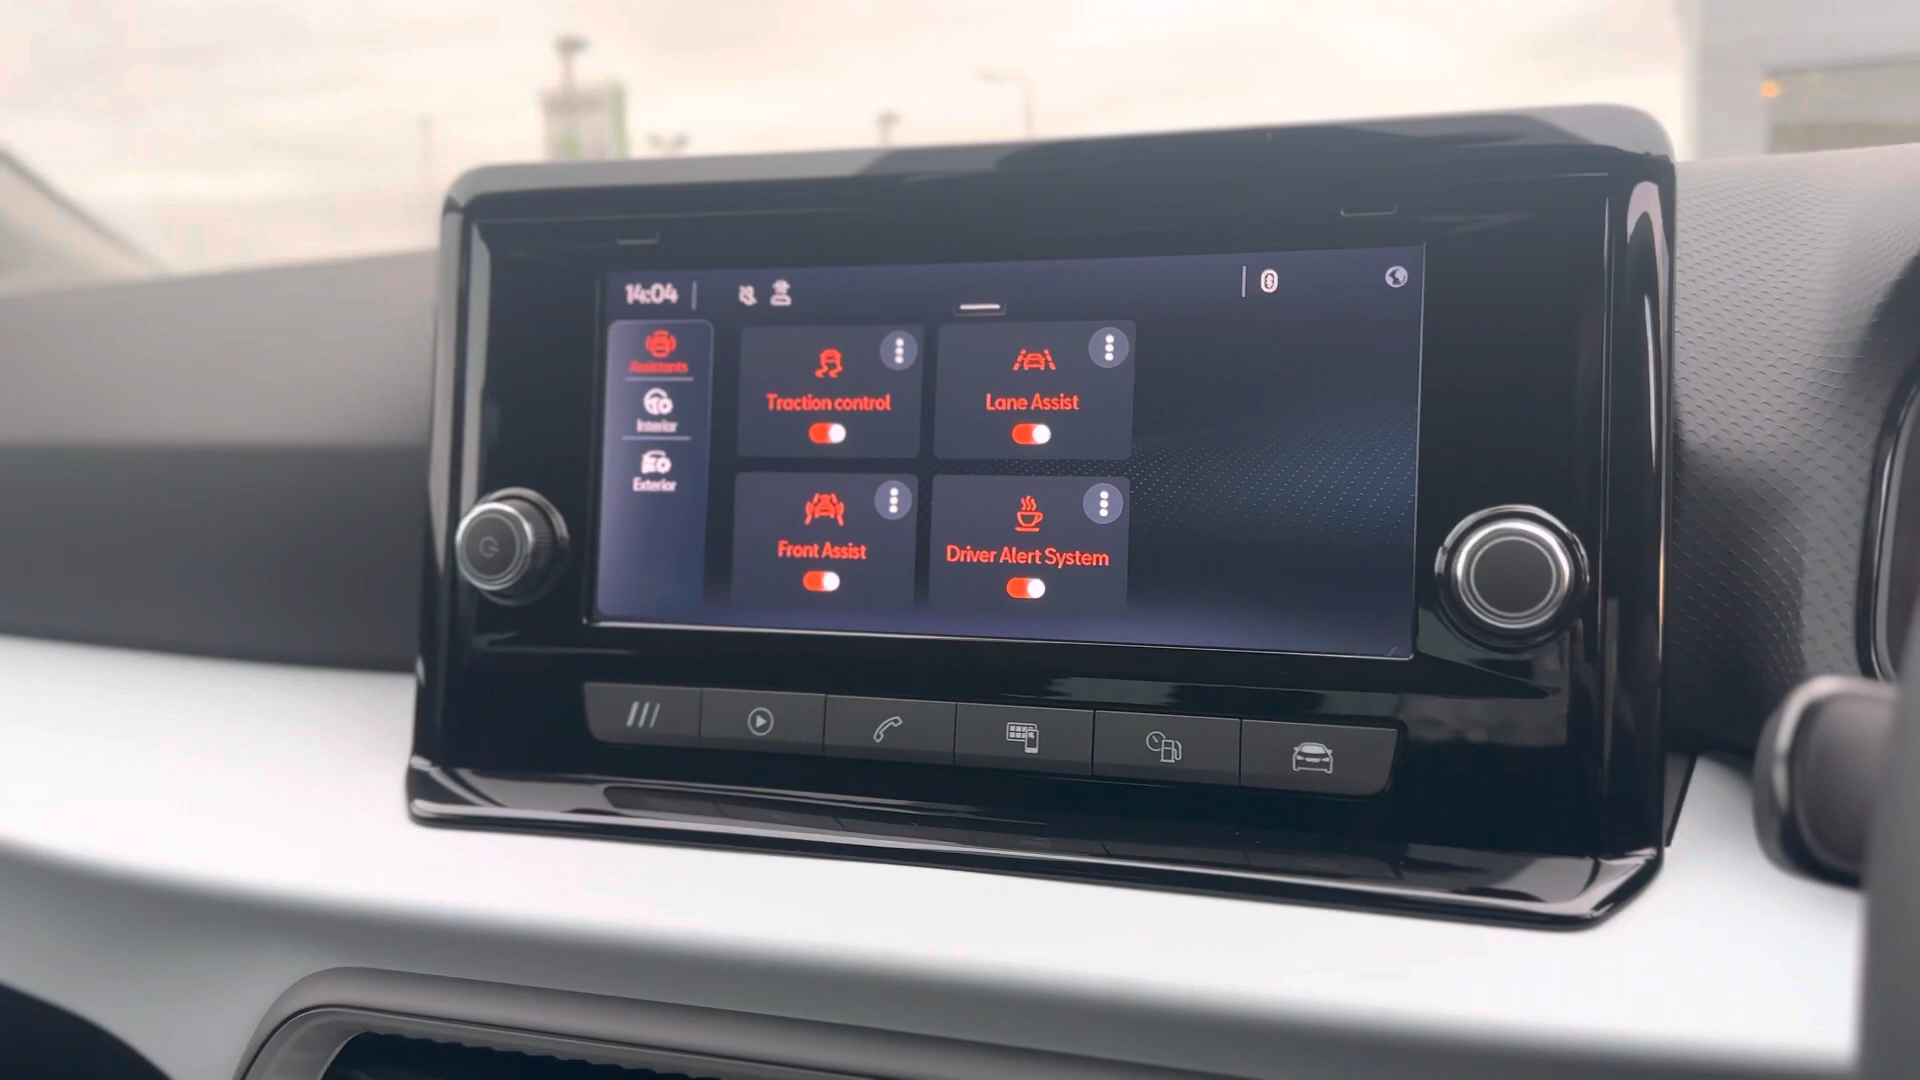 14:04
Assistants
Interior
Exterior
Traction control
Lane Assist
Front Assist
Driver Alert System